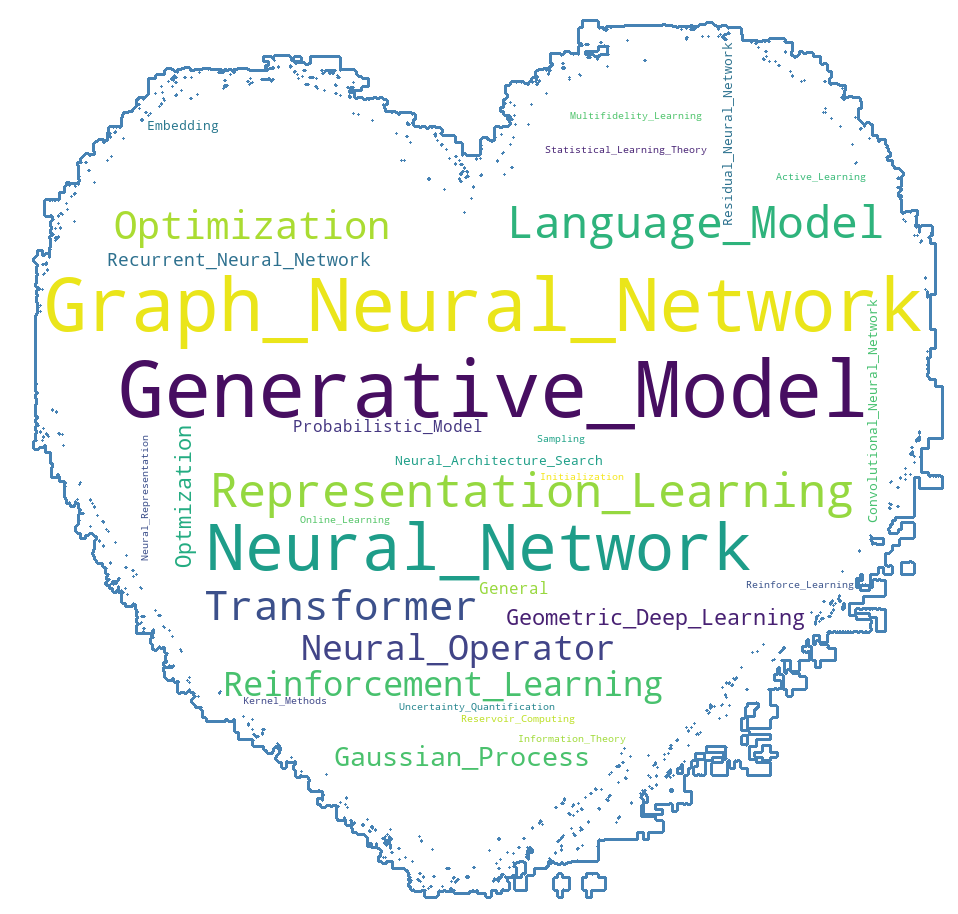 Multifidelity_Learning
Embedding
Residual_Neural_Network
Statistical_Learning_Theory
Active_Learning
Optimization
Language_Model
Recurrent_Neural_Network
Graph_Neural_Network
Generative_Model
Convolutional_Neural_Network
Probabilistic_Model
Sampling
Neural_Architecture_Search
Initialization
Neural_Representation
Optmization
Representation_Learning
Online_Learning
Neural_Network
General
Reinforce_Learning
Transformer
Geometric_Deep_Learning
Neural_Operator
Reinforcement_Learning
Kernel_Methods
Uncertainty_Quantification
Reservoir_Computing
Information_Theory
Gaussian_Process